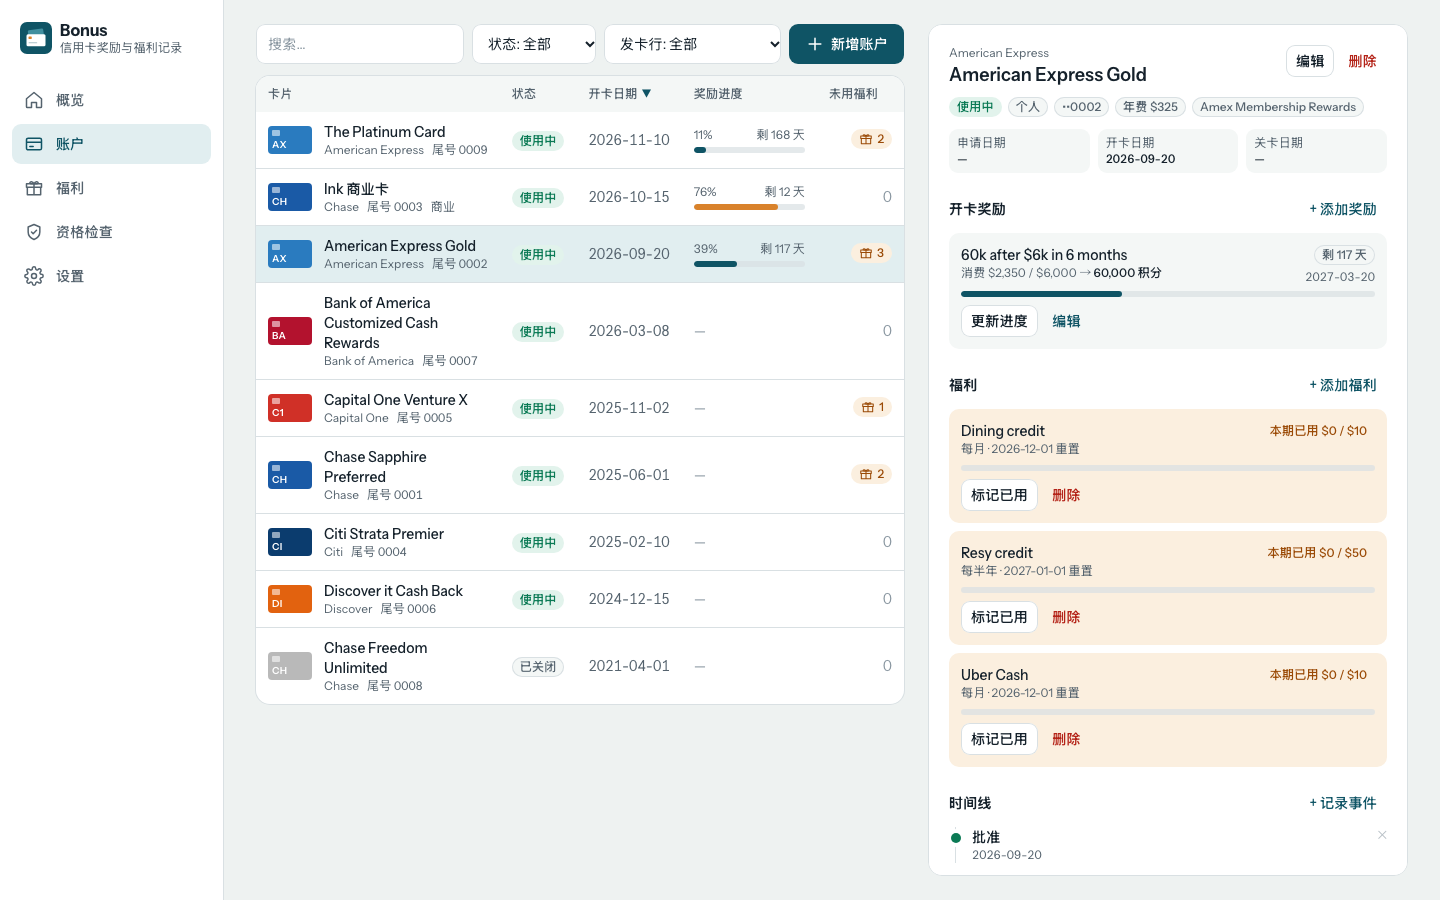 Bonus
信用卡奖励与福利记录
概览
账户
福利
资格检查
设置
搜索...
状态: 全部
发卡行: 全部
+ 新增账户
卡片 状态 开卡日期 ▼ 奖励进度 未用福利
AX
The Platinum Card
American Express 尾号 0009
使用中
2026-11-10
11% 剩 168 天
2
CH
Ink 商业卡
Chase 尾号 0003 商业
使用中
2026-10-15
76% 剩 12 天
0
AX
American Express Gold
American Express 尾号 0002
使用中
2026-09-20
39% 剩 117 天
3
BA
Bank of America
Customized Cash
Rewards
Bank of America 尾号 0007
使用中
2026-03-08
—
0
C1
Capital One Venture X
Capital One 尾号 0005
使用中
2025-11-02
—
1
CH
Chase Sapphire
Preferred
Chase 尾号 0001
使用中
2025-06-01
—
2
CI
Citi Strata Premier
Citi 尾号 0004
使用中
2025-02-10
—
0
DI
Discover it Cash Back
Discover 尾号 0006
使用中
2024-12-15
—
0
CH
Chase Freedom
Unlimited
Chase 尾号 0008
已关闭
2021-04-01
—
0
American Express
American Express Gold
编辑 删除
使用中 个人 ··0002 年费 $325 Amex Membership Rewards
申请日期
—
开卡日期
2026-09-20
关卡日期
—
开卡奖励 + 添加奖励
60k after $6k in 6 months
剩 117 天
消费 $2,350 / $6,000 → 60,000 积分
2027-03-20
更新进度 编辑
福利 + 添加福利
Dining credit 本期已用 $0 / $10
每月 · 2026-12-01 重置
标记已用 删除
Resy credit 本期已用 $0 / $50
每半年 · 2027-01-01 重置
标记已用 删除
Uber Cash 本期已用 $0 / $10
每月 · 2026-12-01 重置
标记已用 删除
时间线 + 记录事件
批准 ×
2026-09-20